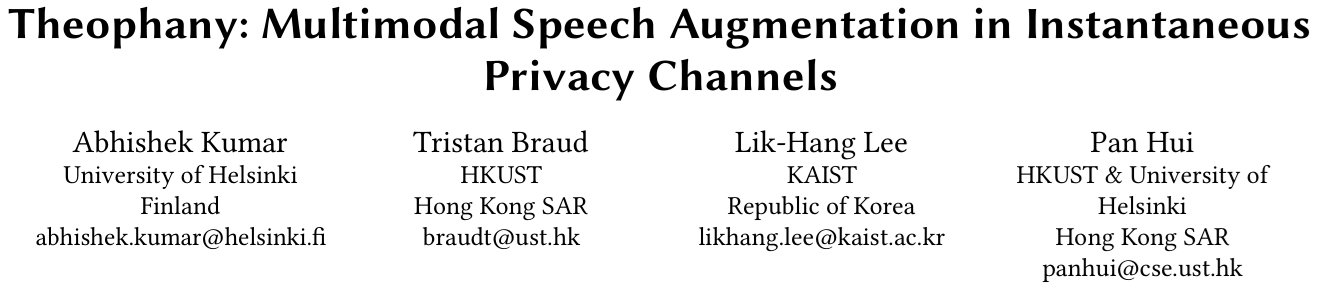 Theophany: Multimodal Speech Augmentation in Instantaneous
Privacy Channels
Abhishek Kumar
University of Helsinki
Finland
abhishek.kumar@helsinki.fi
Tristan Braud
HKUST
Hong Kong SAR
braudt@ust.hk
Lik-Hang Lee
KAIST
Republic of Korea
likhang.lee@kaist.ac.kr
Pan Hui
HKUST & University of
Helsinki
Hong Kong SAR
panhui@cse.ust.hk